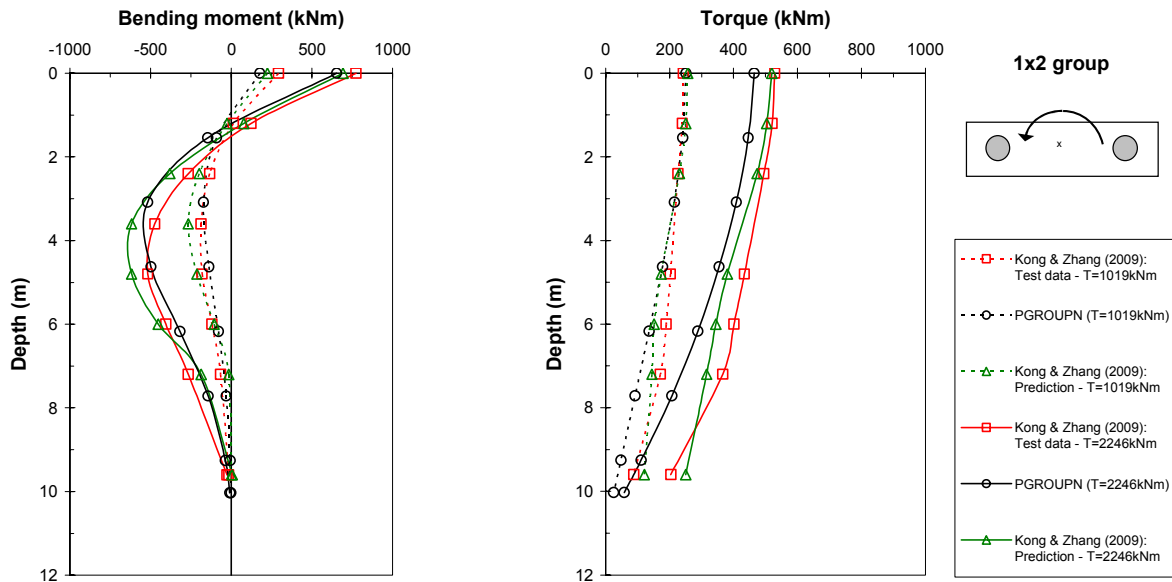 Bending moment (kNm)
-1000 -500 0 500 1000
0
2
4
6
8
10
12
Depth (m)
Torque (kNm)
0 200 400 600 800 1000
0
2
4
6
8
10
12
Depth (m)
1x2 group
x
Kong & Zhang (2009):
Test data - T=1019kNm
PGROUPN (T=1019kNm)
Kong & Zhang (2009):
Prediction - T=1019kNm
Kong & Zhang (2009):
Test data - T=2246kNm
PGROUPN (T=2246kNm)
Kong & Zhang (2009):
Prediction - T=2246kNm